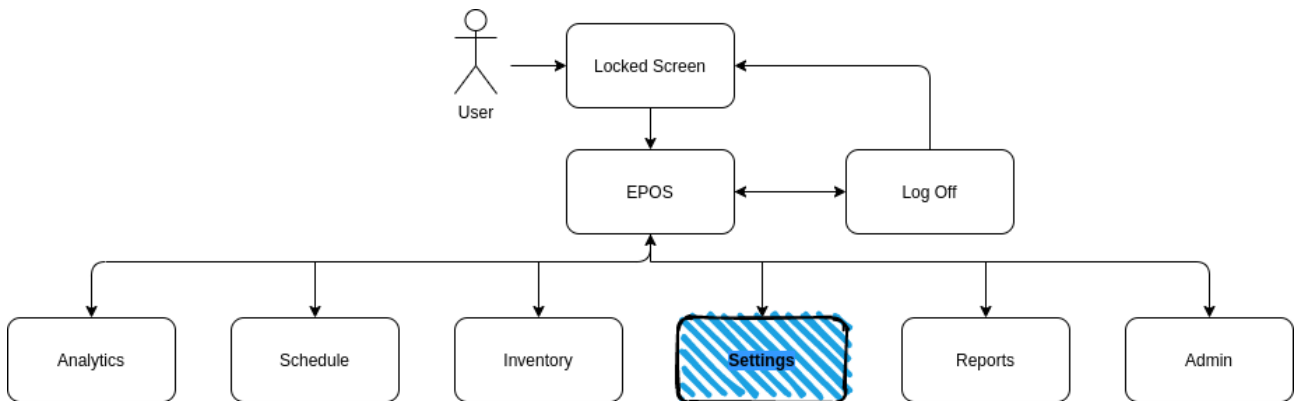 Locked Screen
User
EPOS
Log Off
Analytics
Schedule
Inventory
Settings
Reports
Admin